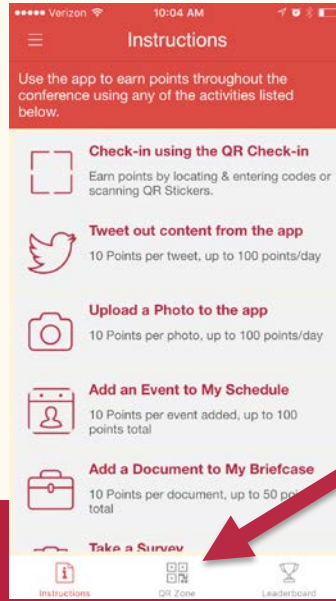 Verizon 10:04 AM
Instructions
Use the app to earn points throughout the
conference using any of the activities listed
below.
Check-in using the QR Check-in
Earn points by locating & entering codes or
scanning QR Stickers.
Tweet out content from the app
10 Points per tweet, up to 100 points/day
Upload a Photo to the app
10 Points per photo, up to 100 points/day
Add an Event to My Schedule
10 Points per event added, up to 100
points total
Add a Document to My Briefcase
10 Points per document, up to 50
total
Take a Survey
Instructions QR Zone Leaderboard